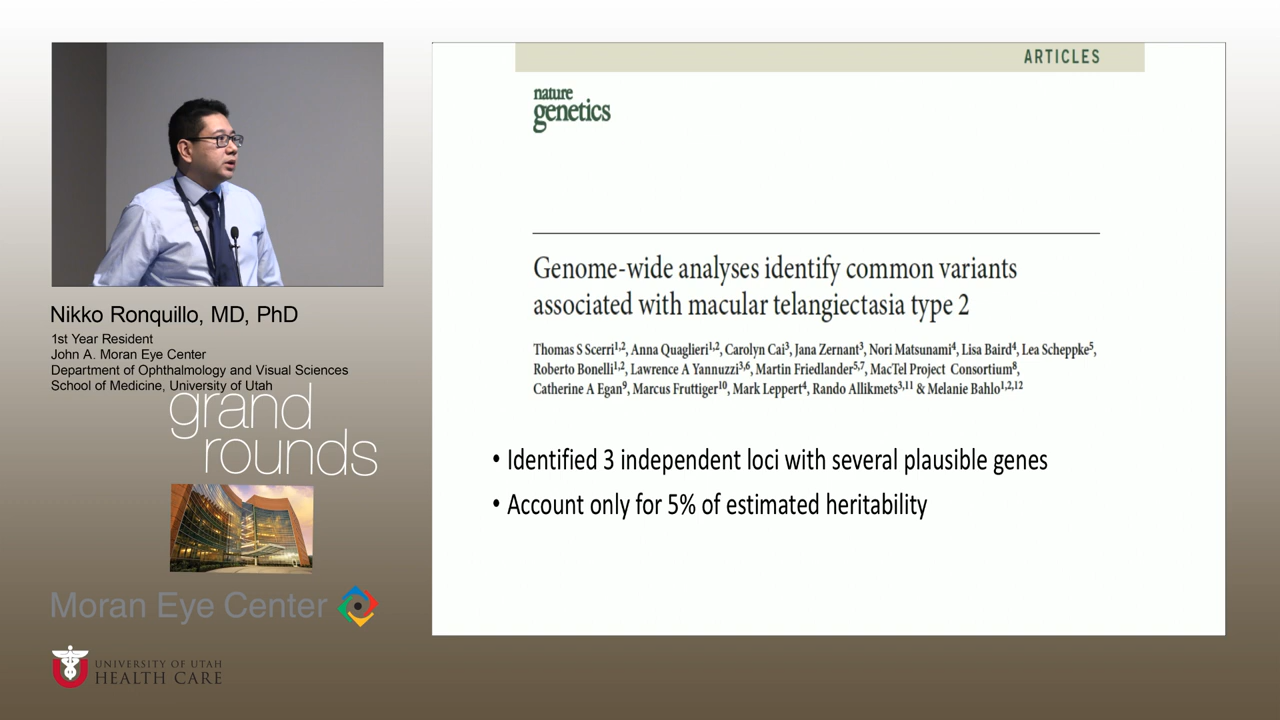 Nikko Ronquillo, MD, PhD
1st Year Resident
John A. Moran Eye Center
Department of Ophthalmology and Visual Sciences
School of Medicine, University of Utah
grand
rounds
Moran Eye Center
UNIVERSITY OF UTAH
HEALTH CARE
ARTICLES
nature
genetics
Genome-wide analyses identify common variants
associated with macular telangiectasia type 2
Thomas S Scerri1,2, Anna Quaglieri1,2, Carolyn Cai3, Jana Zernant3, Nori Matsunami4, Lisa Baird4, Lea Scheppke5,
Roberto Bonelli1,2, Lawrence A Yannuzzi3,6, Martin Friedlander5,7, MacTel Project Consortium8,
Catherine A Egan9, Marcus Fruttiger10, Mark Leppert4, Rando Allikmets3,11 & Melanie Bahlo1,2,12
• Identified 3 independent loci with several plausible genes
• Account only for 5% of estimated heritability